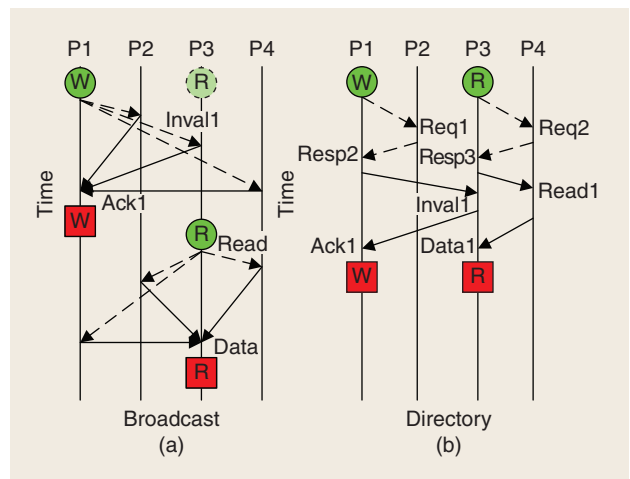 P1 P2 P3 P4
W
R
Inval1
Ack1
Time
W
R
Read
Data
R
Broadcast
(a)
P1 P2 P3 P4
W
R
Req1
Req2
Resp2
Resp3
Read1
Time
Inval1
Ack1
Data1
W
R
Directory
(b)